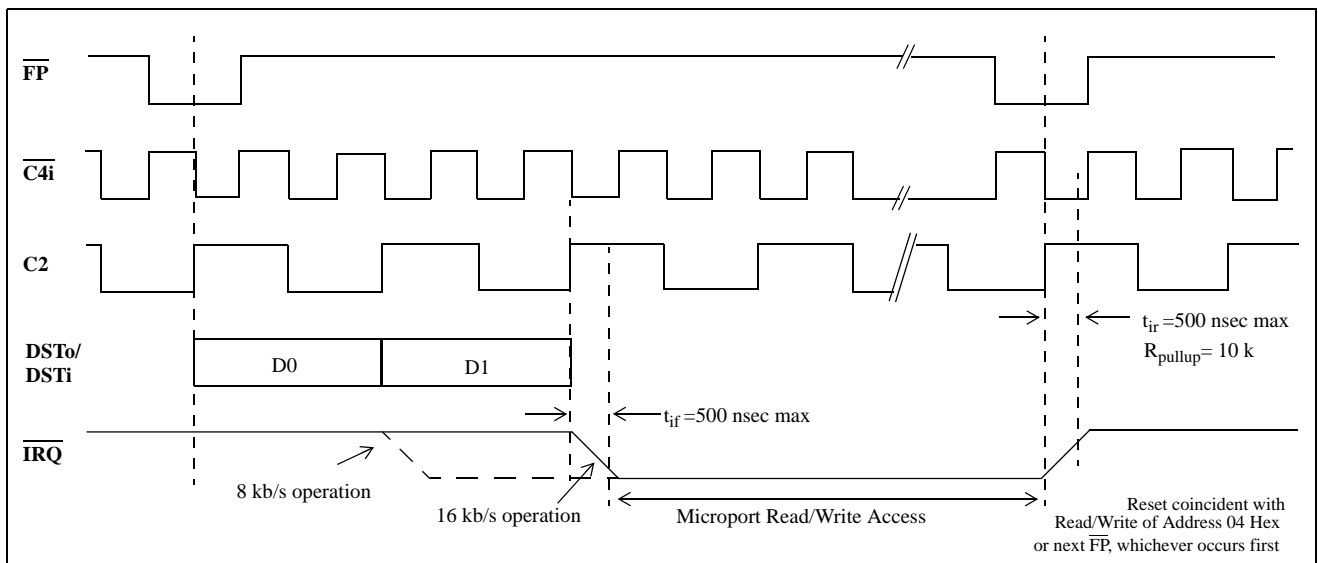 FP
C4i
C2
t_ir =500 nsec max
R_pullup= 10 k
DSTo/
DSTi
D0
D1
t_if =500 nsec max
IRQ
8 kb/s operation
16 kb/s operation
Microport Read/Write Access
Reset coincident with
Read/Write of Address 04 Hex
or next FP, whichever occurs first